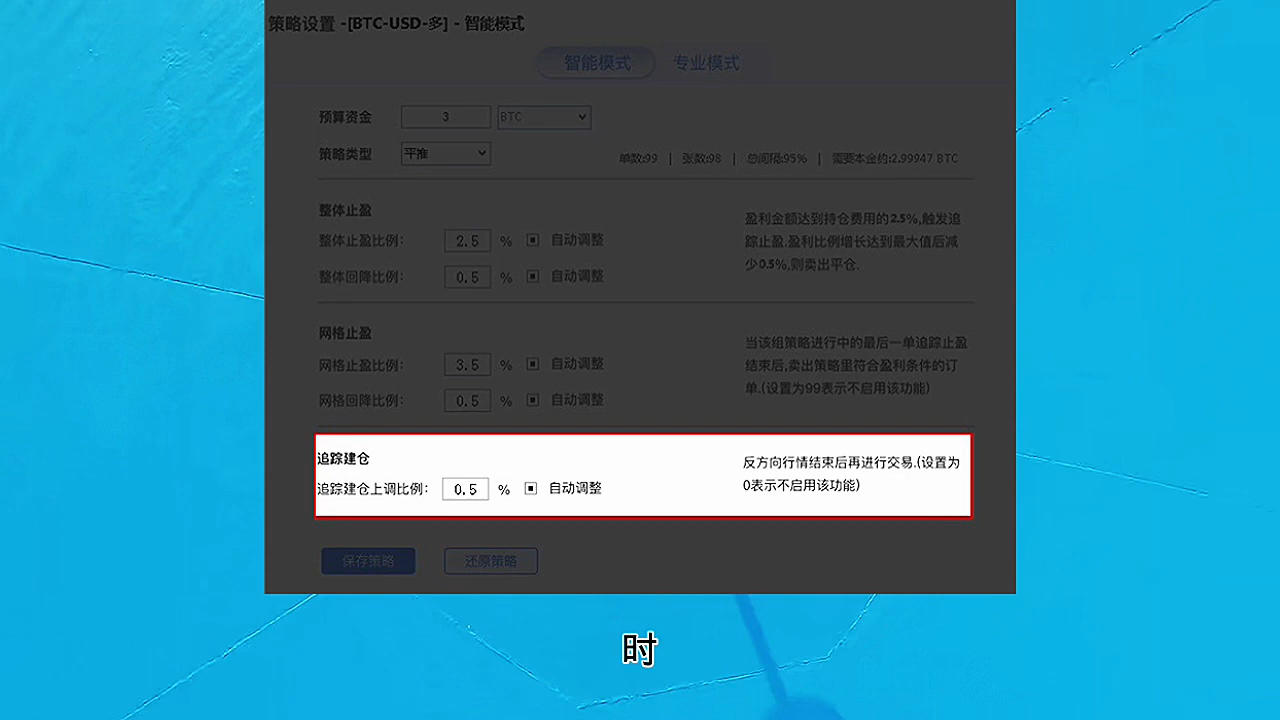 策略设置 -[BTC-USD-多] - 智能模式
智能模式 专业模式
预算资金 3 BTC
策略类型 平推 单数:99 | 张数:98 | 总间隔:95% | 需要本金约:2.99947 BTC
整体止盈
整体止盈比例: 2.5 % 自动调整
整体回降比例: 0.5 % 自动调整
盈利金额达到持仓费用的2.5%,触发追
踪止盈.盈利比例增长达到最大值后减
少0.5%,则卖出平仓.
网格止盈
网格止盈比例: 3.5 % 自动调整
网格回降比例: 0.5 % 自动调整
当该组策略进行中的最后一单追踪止盈
结束后,卖出策略里符合盈利条件的订
单.(设置为99表示不启用该功能)
追踪建仓
追踪建仓上调比例: 0.5 % 自动调整
反方向行情结束后再进行交易.(设置为
0表示不启用该功能)
保存策略 还原策略
时